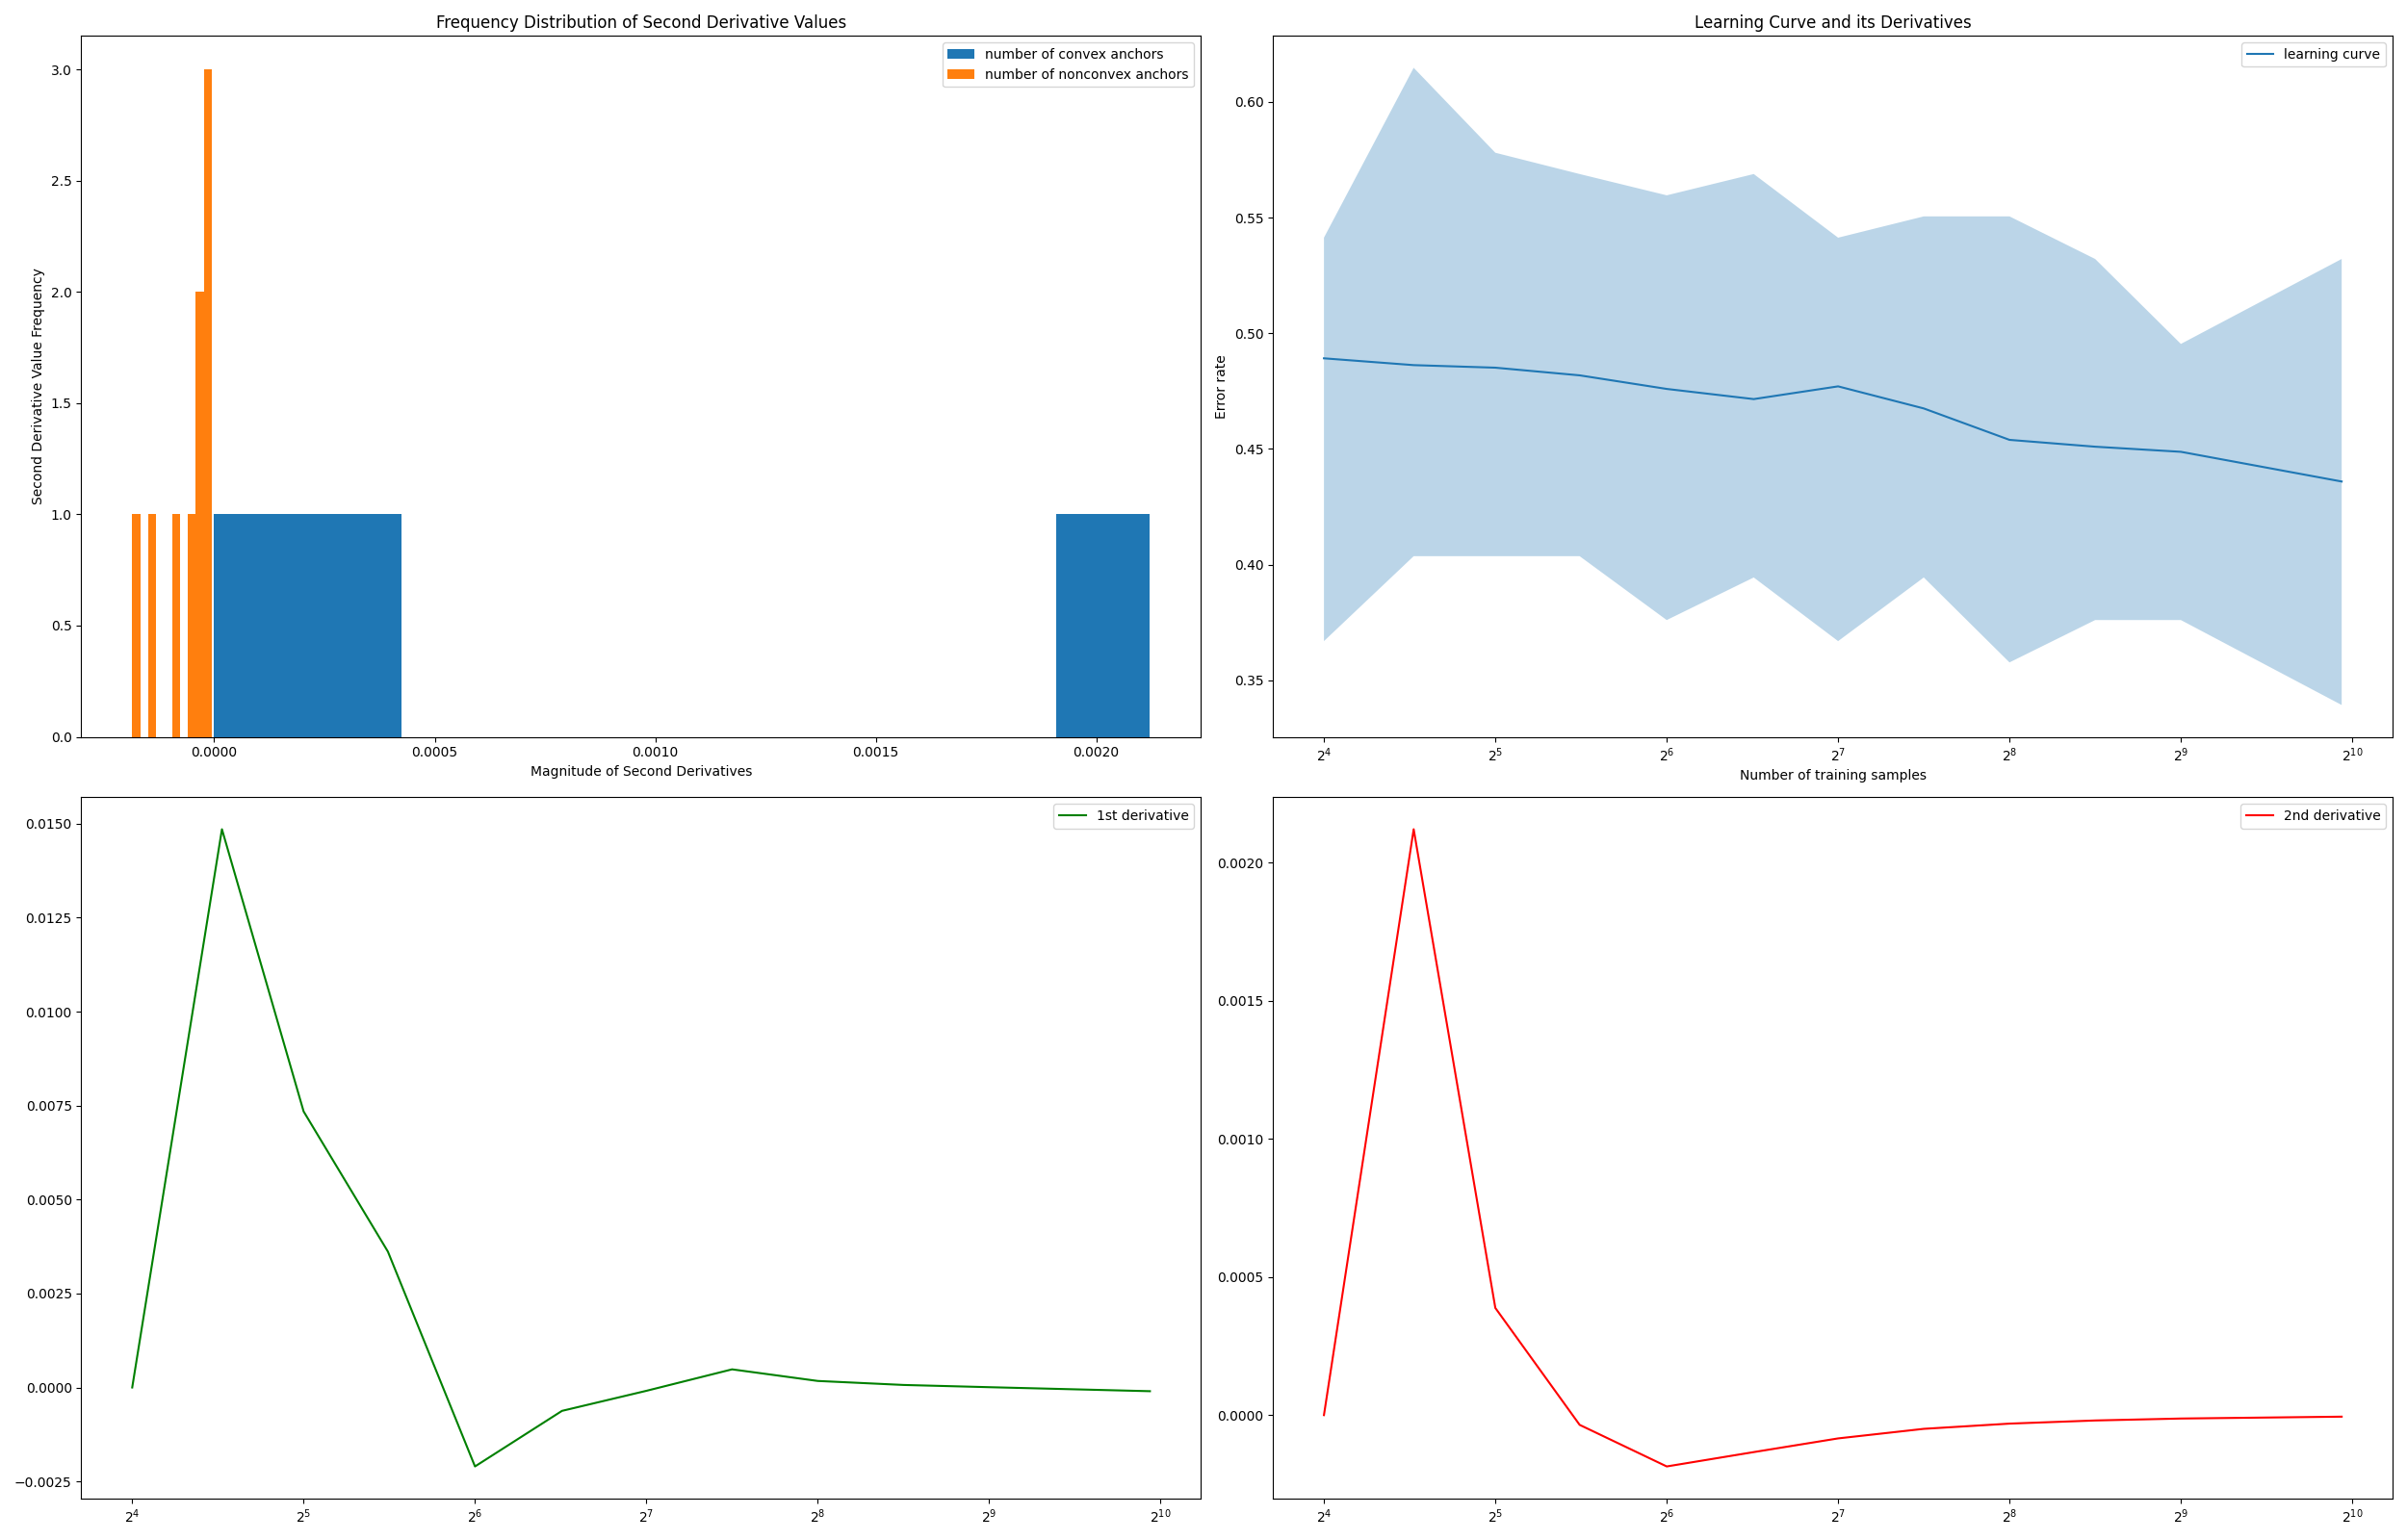 Frequency Distribution of Second Derivative Values
number of convex anchors
number of nonconvex anchors
3.0
2.5
2.0
1.5
1.0
0.5
0.0
Second Derivative Value Frequency
0.0000 0.0005 0.0010 0.0015 0.0020
Magnitude of Second Derivatives
Learning Curve and its Derivatives
learning curve
0.60
0.55
0.50
0.45
0.40
0.35
Error rate
2^4 2^5 2^6 2^7 2^8 2^9 2^10
Number of training samples
1st derivative
0.0150
0.0125
0.0100
0.0075
0.0050
0.0025
0.0000
−0.0025
2^4 2^5 2^6 2^7 2^8 2^9 2^10
2nd derivative
0.0020
0.0015
0.0010
0.0005
0.0000
2^4 2^5 2^6 2^7 2^8 2^9 2^10